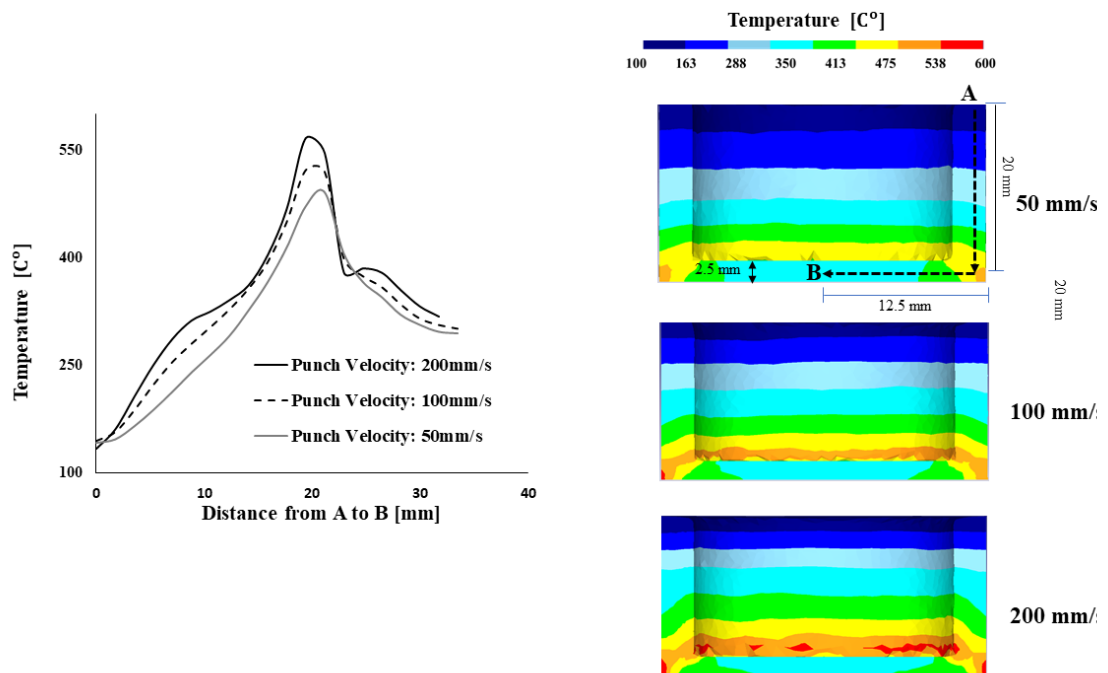 Temperature [C°]
100 163 288 350 413 475 538 600
A
20 mm
50 mm/s
2.5 mm
B
12.5 mm
20 mm
100 mm/s
200 mm/s
Temperature [C°]
550
400
250
100
0 10 20 30 40
Distance from A to B [mm]
Punch Velocity: 200mm/s
Punch Velocity: 100mm/s
Punch Velocity: 50mm/s